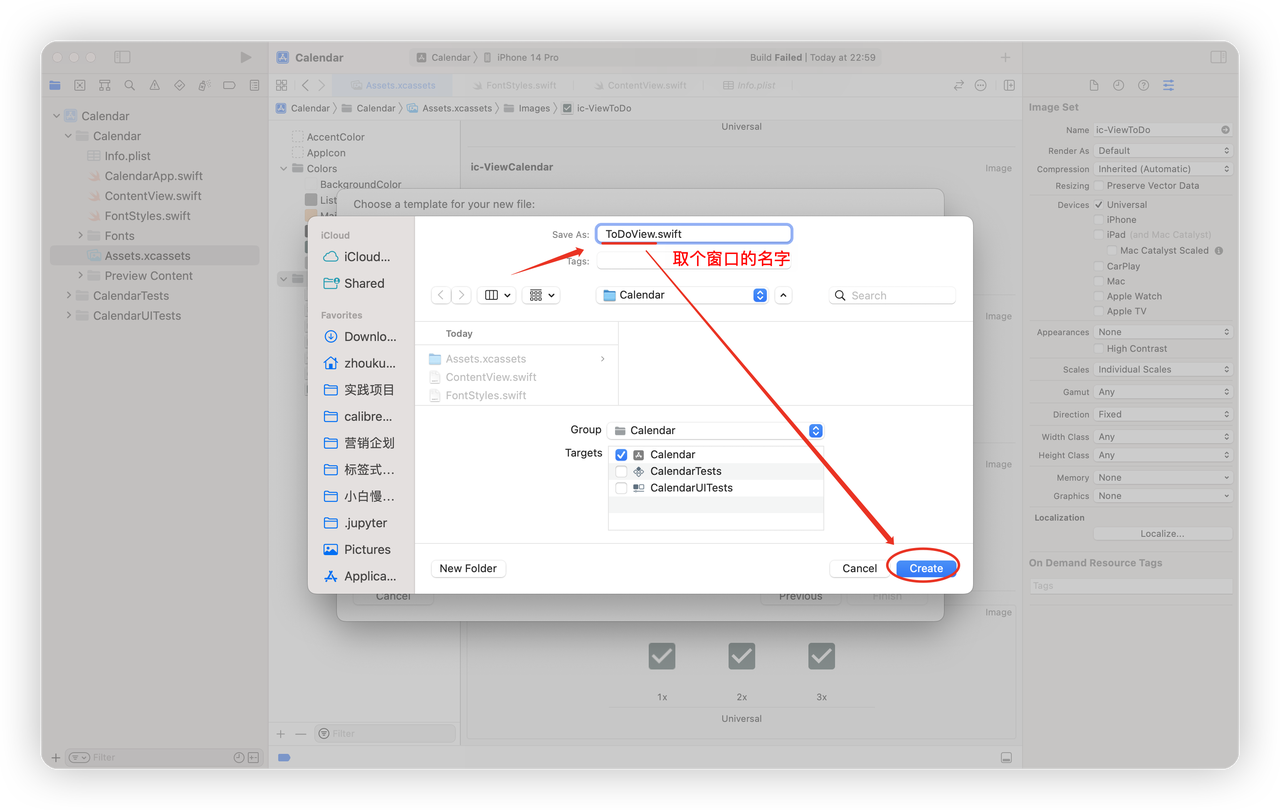 Calendar
Calendar
iPhone 14 Pro
Build Failed | Today at 22:59
Assets.xcassets
FontStyles.swift
ContentView.swift
Info.plist
Calendar
Calendar
Assets.xcassets
Images
ic-ViewToDo
Calendar
Calendar
Info.plist
CalendarApp.swift
ContentView.swift
FontStyles.swift
Fonts
Assets.xcassets
Preview Content
CalendarTests
CalendarUITests
Filter
AccentColor
AppIcon
Colors
BackgroundColor
List
Filter
Universal
ic-ViewCalendar
Image
Choose a template for your new file:
iCloud
iCloud...
Shared
Favorites
Downlo...
zhouku...
实践项目
calibre...
营销企划
标签式...
小白慢...
.jupyter
Pictures
Applica...
Save As:
ToDoView.swift
Tags:
取个窗口的名字
Calendar
Search
Today
Assets.xcassets
ContentView.swift
FontStyles.swift
Group
Calendar
Targets
Calendar
CalendarTests
CalendarUITests
New Folder
Cancel
Create
Cancel
Previous
Finish
Image
Image
Image
1x
2x
3x
Universal
Image Set
Name
ic-ViewToDo
Render As
Default
Compression
Inherited (Automatic)
Resizing
Preserve Vector Data
Devices
Universal
iPhone
iPad (and Mac Catalyst)
Mac Catalyst Scaled
CarPlay
Mac
Apple Watch
Apple TV
Appearances
None
High Contrast
Scales
Individual Scales
Gamut
Any
Direction
Fixed
Width Class
Any
Height Class
Any
Memory
None
Graphics
None
Localization
Localize...
On Demand Resource Tags
Tags